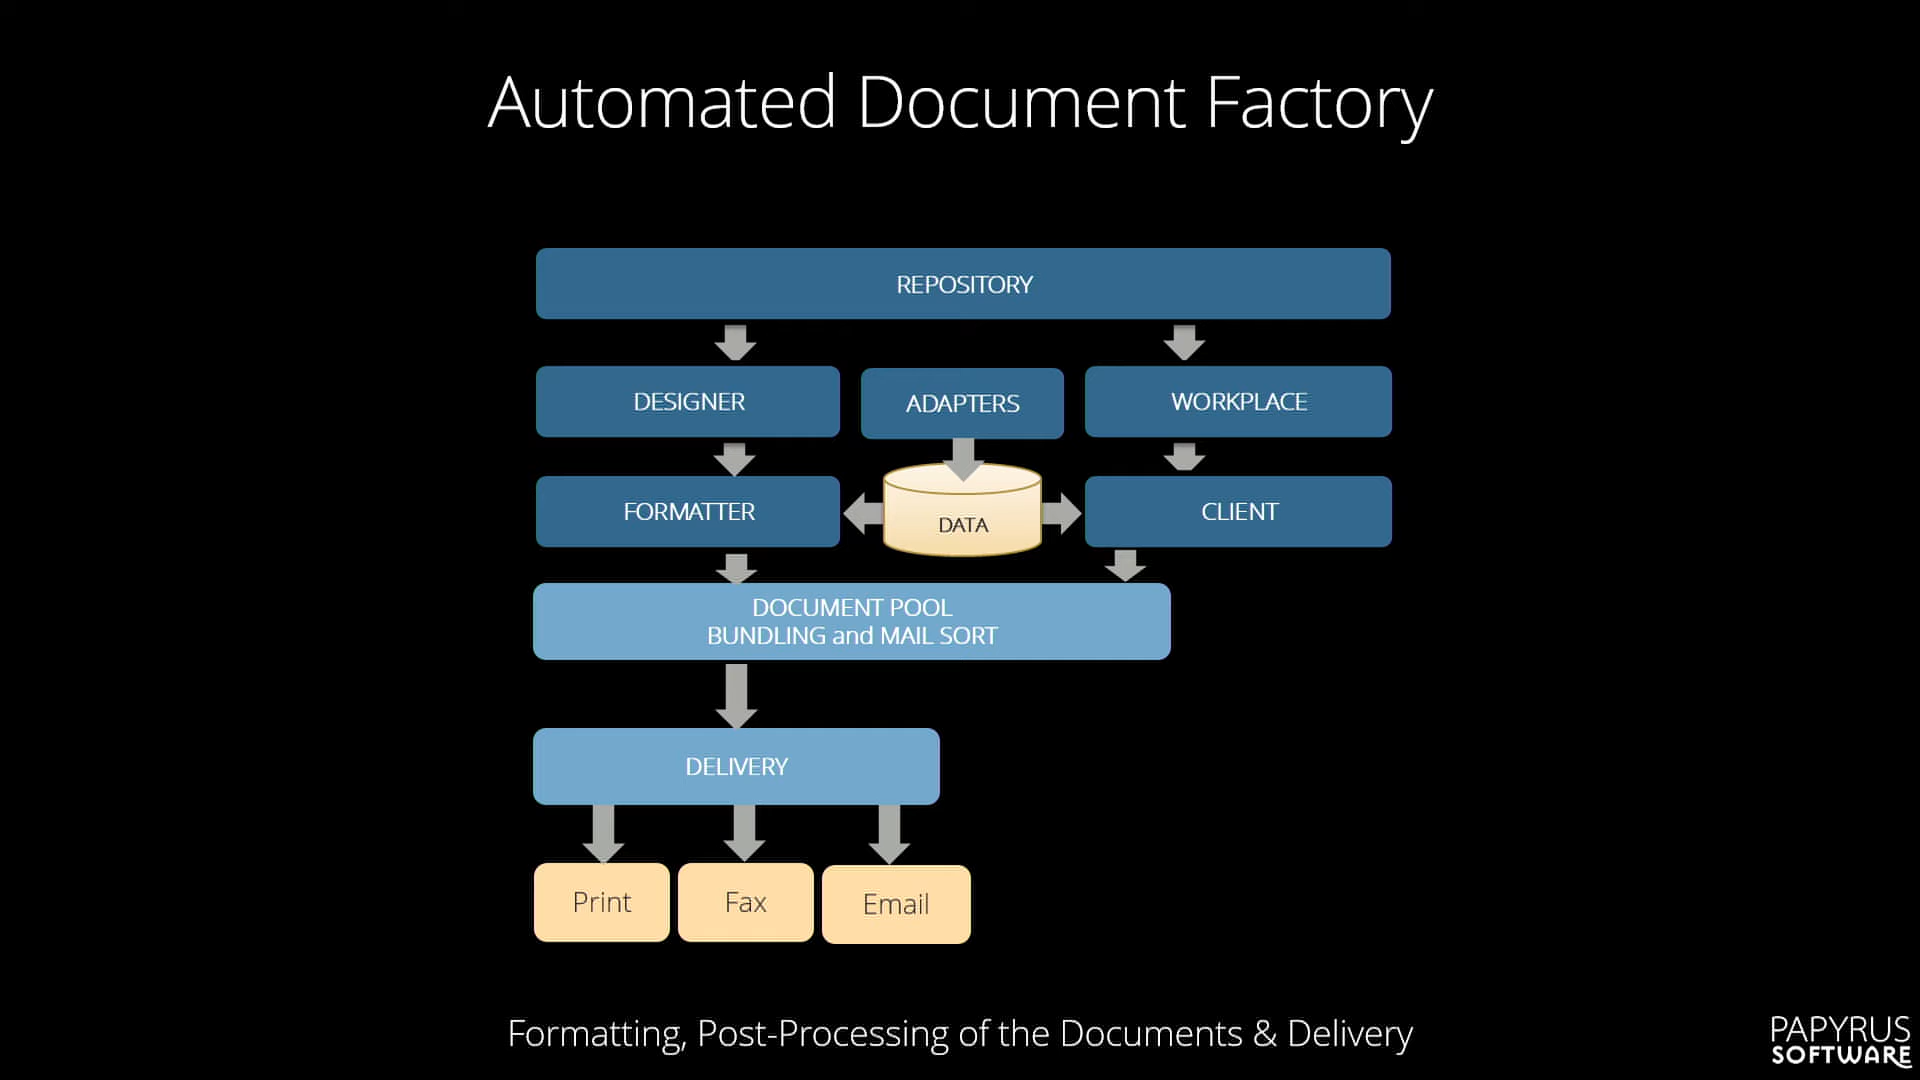 Automated Document Factory
REPOSITORY
DESIGNER
ADAPTERS
WORKPLACE
FORMATTER
DATA
CLIENT
DOCUMENT POOL
BUNDLING and MAIL SORT
DELIVERY
Print
Fax
Email
Formatting, Post-Processing of the Documents & Delivery
PAPYRUS
SOFTWARE